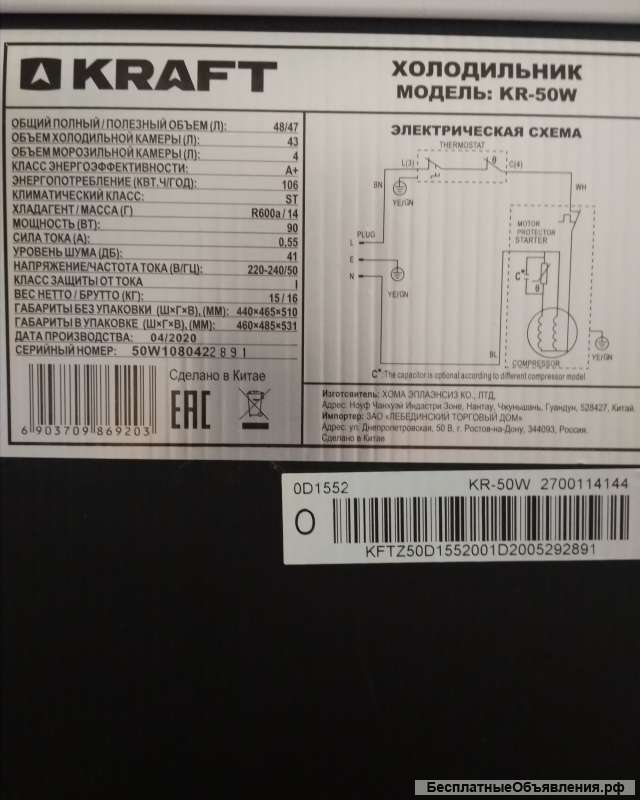 KRAFT
ХОЛОДИЛЬНИК
МОДЕЛЬ: KR-50W
ОБЩИЙ ПОЛНЫЙ / ПОЛЕЗНЫЙ ОБЪЕМ (Л): 48/47
ОБЪЕМ ХОЛОДИЛЬНОЙ КАМЕРЫ (Л): 43
ОБЪЕМ МОРОЗИЛЬНОЙ КАМЕРЫ (Л): 4
КЛАСС ЭНЕРГОЭФФЕКТИВНОСТИ: A+
ЭНЕРГОПОТРЕБЛЕНИЕ (КВТ.Ч/ГОД): 106
КЛИМАТИЧЕСКИЙ КЛАСС: ST
ХЛАДАГЕНТ / МАССА (Г) R600a / 14
МОЩНОСТЬ (ВТ): 90
СИЛА ТОКА (А): 0,55
УРОВЕНЬ ШУМА (ДБ): 41
НАПРЯЖЕНИЕ/ЧАСТОТА ТОКА (В/ГЦ): 220-240/50
КЛАСС ЗАЩИТЫ ОТ ТОКА I
ВЕС НЕТТО / БРУТТО (КГ): 15 / 16
ГАБАРИТЫ БЕЗ УПАКОВКИ (Ш×Г×В), (ММ): 440×465×510
ГАБАРИТЫ В УПАКОВКЕ (Ш×Г×В), (ММ): 460×485×531
ДАТА ПРОИЗВОДСТВА: 04/2020
СЕРИЙНЫЙ НОМЕР: 50W1080422891
6 903709 869203
Сделано в Китае
EAC
ЭЛЕКТРИЧЕСКАЯ СХЕМА
THERMOSTAT
L(3) θ C(4)
BN
YE/GN
WH
PLUG
L
E
N
YE/GN
MOTOR
PROTECTOR
STARTER
C*
θ
BL
COMPRESSOR
YE/GN
C*:The capacitor is optional according to different compressor model
Изготовитель: ХОМА ЭПЛАЭНСИЗ КО., ЛТД.
Адрес: Ноуф Чанхуэй Индастри Зоне, Нантау, Чжуньшань, Гуандун, 528427, Китай.
Импортер: ЗАО «ЛЕБЕДИНСКИЙ ТОРГОВЫЙ ДОМ»
Адрес: ул. Днепролетровская, 50 В, г. Ростов-на-Дону, 344093, Россия.
Сделано в Китае
0D1552 KR-50W 2700114144
O
KFTZ50D1552001D2005292891
БесплатныеОбъявления.рф